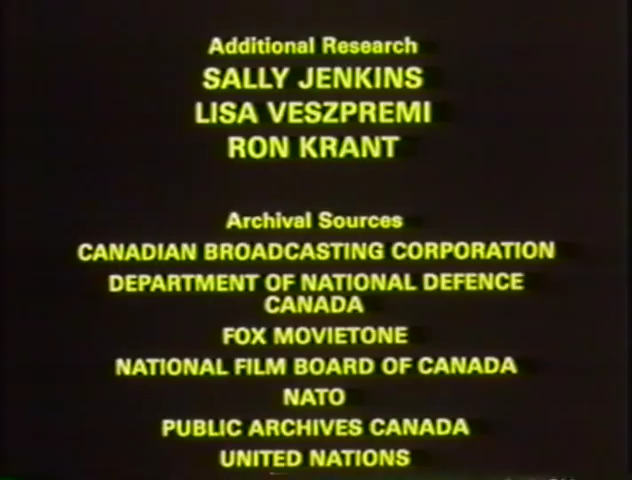 Additional Research
SALLY JENKINS
LISA VESZPREMI
RON KRANT
Archival Sources
CANADIAN BROADCASTING CORPORATION
DEPARTMENT OF NATIONAL DEFENCE
CANADA
FOX MOVIETONE
NATIONAL FILM BOARD OF CANADA
NATO
PUBLIC ARCHIVES CANADA
UNITED NATIONS